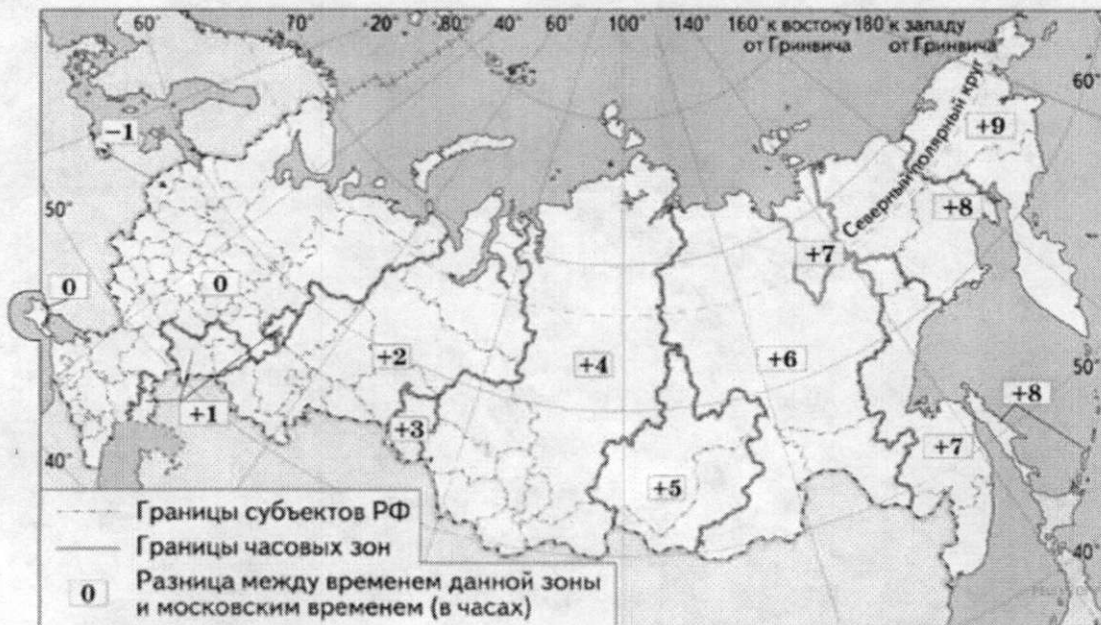 60° 70° 20° 80° 40° 60° 100° 140° 160° к востоку 180° к западу
от Гринвича от Гринвича
60°
Северный полярный круг
+9
−1
50°
+8
0
0
+7
+2
+4
+6
50°
+1
+3
+8
+7
40°
+5
Границы субъектов РФ
Границы часовых зон
40°
0 Разница между временем данной зоны
и московским временем (в часах)